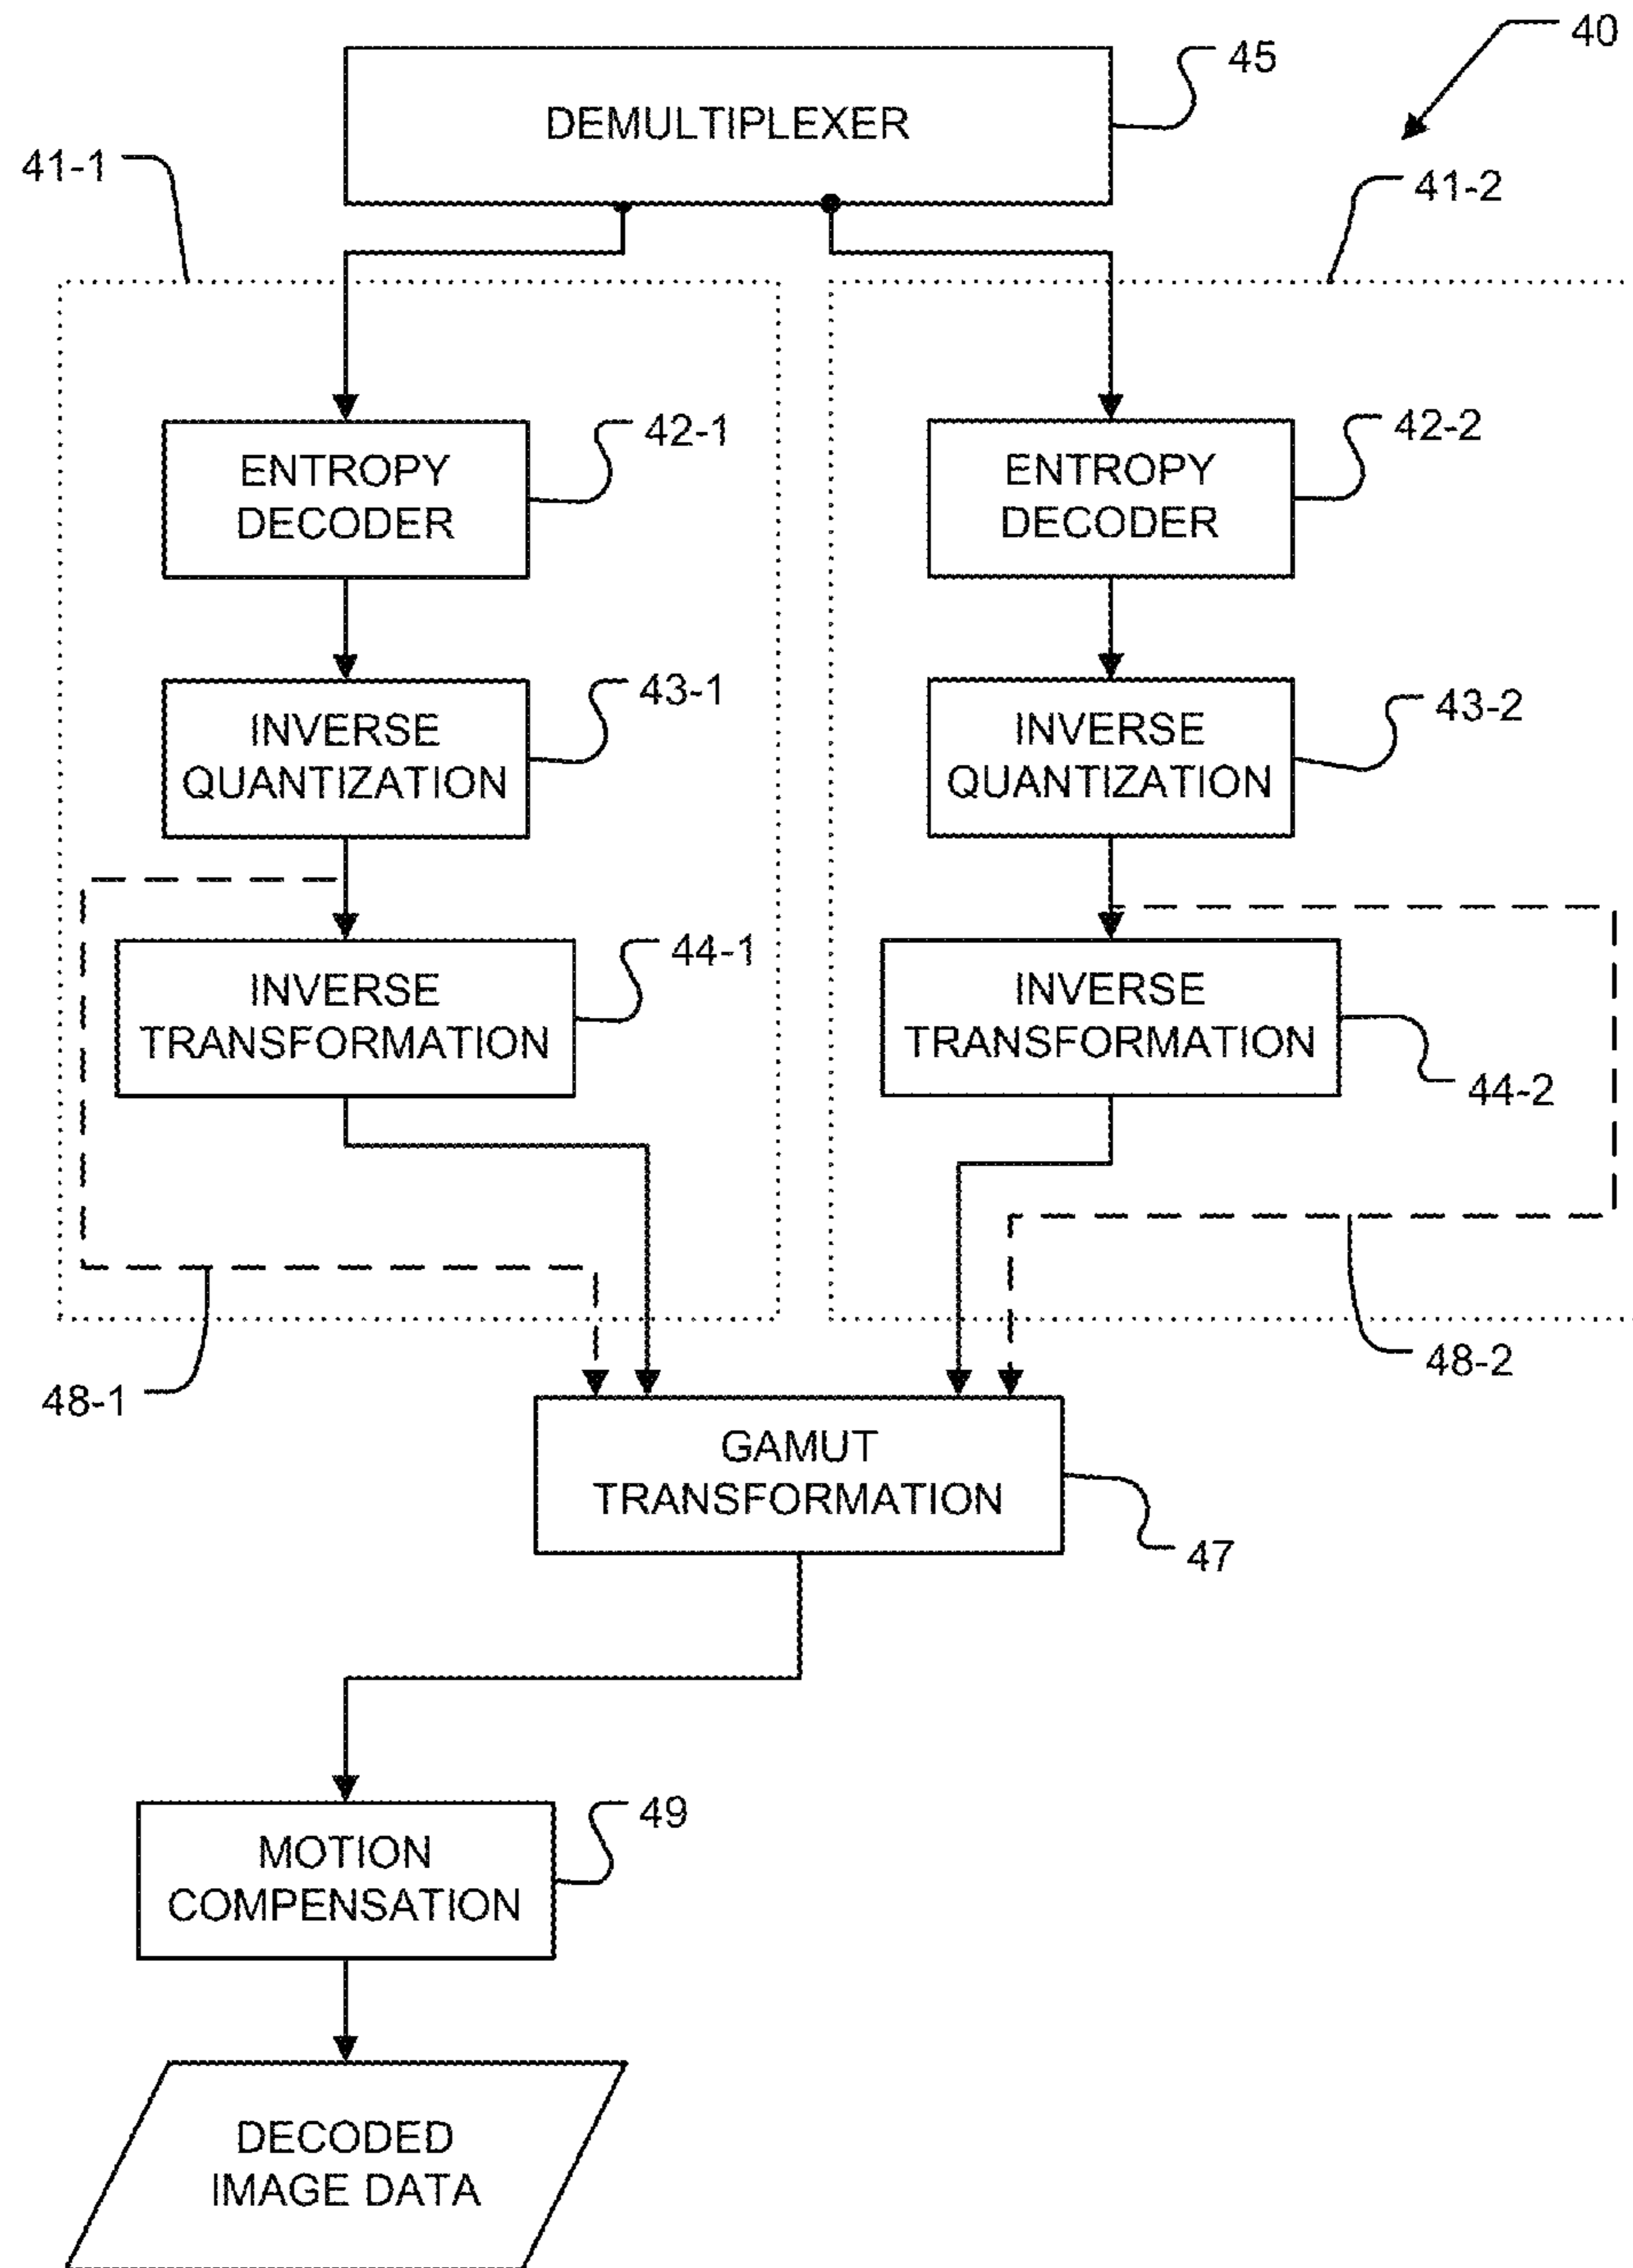 40
45
DEMULTIPLEXER
41-1
41-2
42-1
42-2
ENTROPY
DECODER
ENTROPY
DECODER
43-1
43-2
INVERSE
QUANTIZATION
INVERSE
QUANTIZATION
44-1
INVERSE
TRANSFORMATION
INVERSE
TRANSFORMATION
44-2
48-1
48-2
GAMUT
TRANSFORMATION
47
49
MOTION
COMPENSATION
DECODED
IMAGE DATA